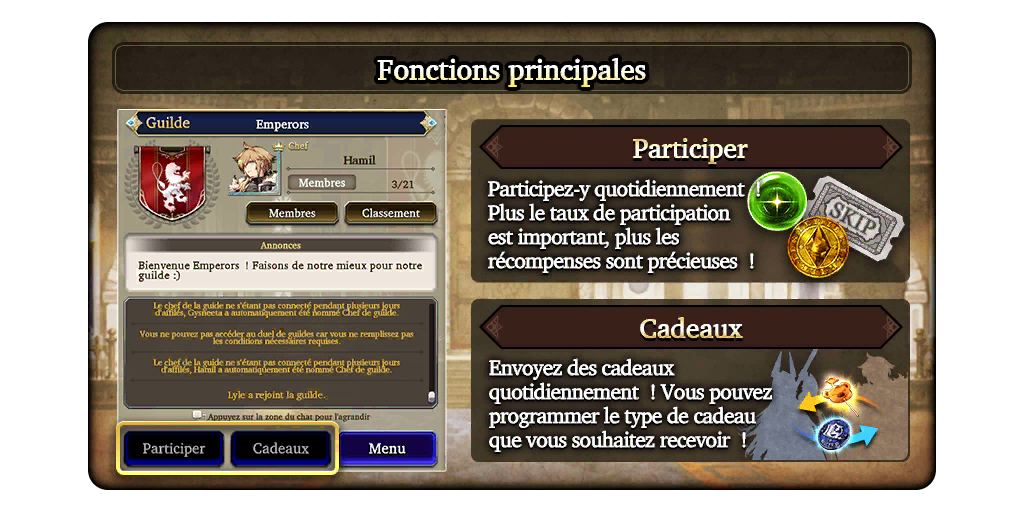 Fonctions principales
Guilde
Emperors
Chef
Hamil
Membres
3/21
Membres
Classement
Annonces
Bienvenue Emperors ! Faisons de notre mieux pour notre
guilde :)
Le chef de la guide ne s'étant pas connecté pendant plusieurs jours
d'affilés, Gysneeta a automatiquement été nommé Chef de guilde.
Vous ne pouvez pas accéder au duel de guildes car vous ne remplissez pas
les conditions nécessaires requises.
Le chef de la guide ne s'étant pas connecté pendant plusieurs jours
d'affilés, Hamil a automatiquement été nommé Chef de guilde.
Lyle a rejoint la guilde.
Appuyez sur la zone du chat pour l'agrandir
Participer
Cadeaux
Menu
Participer
Participez-y quotidiennement !
Plus le taux de participation
est important, plus les
récompenses sont précieuses !
SKIP
Cadeaux
Envoyez des cadeaux
quotidiennement ! Vous pouvez
programmer le type de cadeau
que vous souhaitez recevoir !